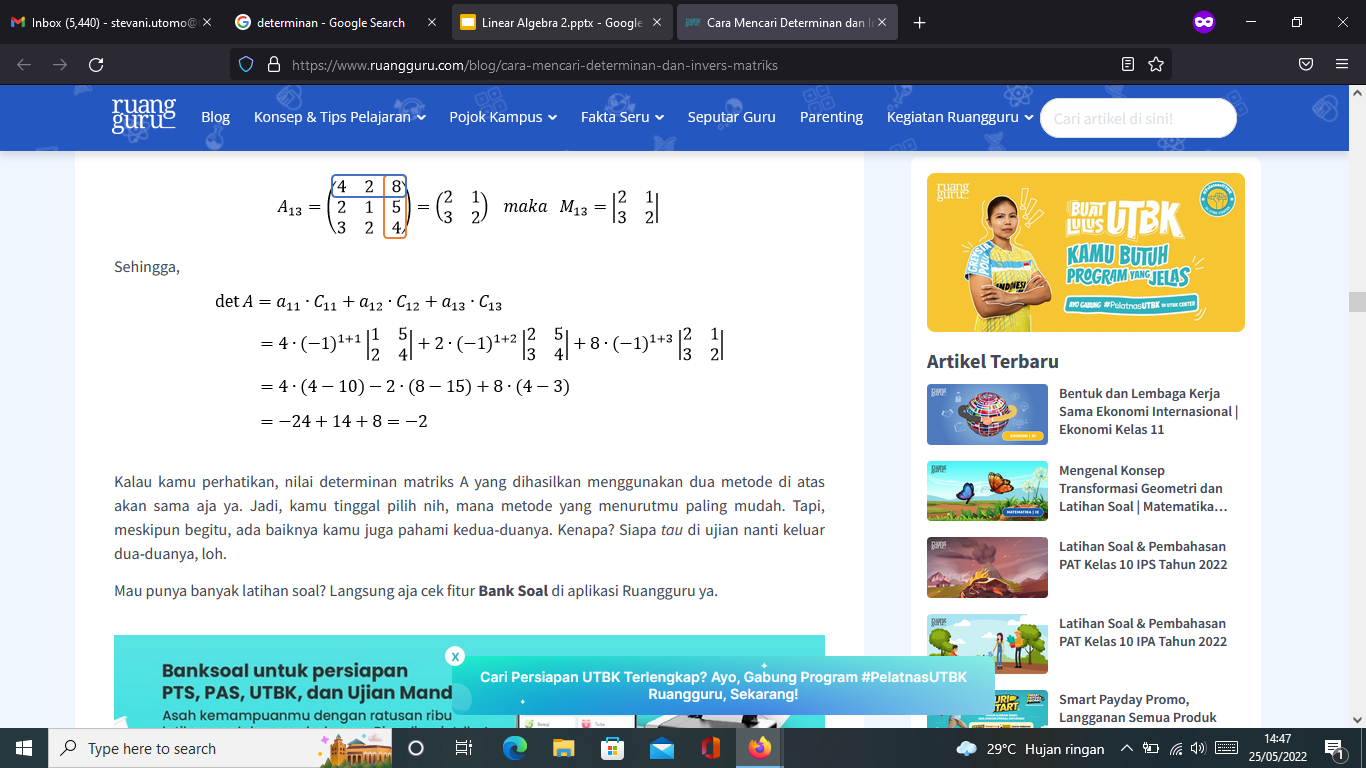 Inbox (5,440) - stevani.utomo@
determinan - Google Search
Linear Algebra 2.pptx - Google
Cara Mencari Determinan dan In
https://www.ruangguru.com/blog/cara-mencari-determinan-dan-invers-matriks
ruang
guru
Blog
Konsep & Tips Pelajaran
Pojok Kampus
Fakta Seru
Seputar Guru
Parenting
Kegiatan Ruangguru
Cari artikel di sini!
A₁₃ = (4 2 8; 2 1 5; 3 2 4) = (2 1; 3 2) maka M₁₃ = |2 1; 3 2|
Sehingga,
det A = a₁₁ · C₁₁ + a₁₂ · C₁₂ + a₁₃ · C₁₃
= 4 · (−1)¹⁺¹ |1 5; 2 4| + 2 · (−1)¹⁺² |2 5; 3 4| + 8 · (−1)¹⁺³ |2 1; 3 2|
= 4 · (4 − 10) − 2 · (8 − 15) + 8 · (4 − 3)
= −24 + 14 + 8 = −2
Kalau kamu perhatikan, nilai determinan matriks A yang dihasilkan menggunakan dua metode di atas
akan sama aja ya. Jadi, kamu tinggal pilih nih, mana metode yang menurutmu paling mudah. Tapi,
meskipun begitu, ada baiknya kamu juga pahami kedua-duanya. Kenapa? Siapa tau di ujian nanti keluar
dua-duanya, loh.
Mau punya banyak latihan soal? Langsung aja cek fitur Bank Soal di aplikasi Ruangguru ya.
Banksoal untuk persiapan
PTS, PAS, UTBK, dan Ujian Mand
Asah kemampuanmu dengan ratusan ribu
X
Cari Persiapan UTBK Terlengkap? Ayo, Gabung Program #PelatnasUTBK
Ruangguru, Sekarang!
ruang
guru
BUAT
LULUS UTBK
KAMU BUTUH
PROGRAM YANG JELAS
AYO GABUNG #PelatnasUTBK DI UTBK CENTER
Artikel Terbaru
Bentuk dan Lembaga Kerja
Sama Ekonomi Internasional |
Ekonomi Kelas 11
Mengenal Konsep
Transformasi Geometri dan
Latihan Soal | Matematika…
Latihan Soal & Pembahasan
PAT Kelas 10 IPS Tahun 2022
Latihan Soal & Pembahasan
PAT Kelas 10 IPA Tahun 2022
Smart Payday Promo,
Langganan Semua Produk
Type here to search
29°C Hujan ringan
14:47
25/05/2022
1